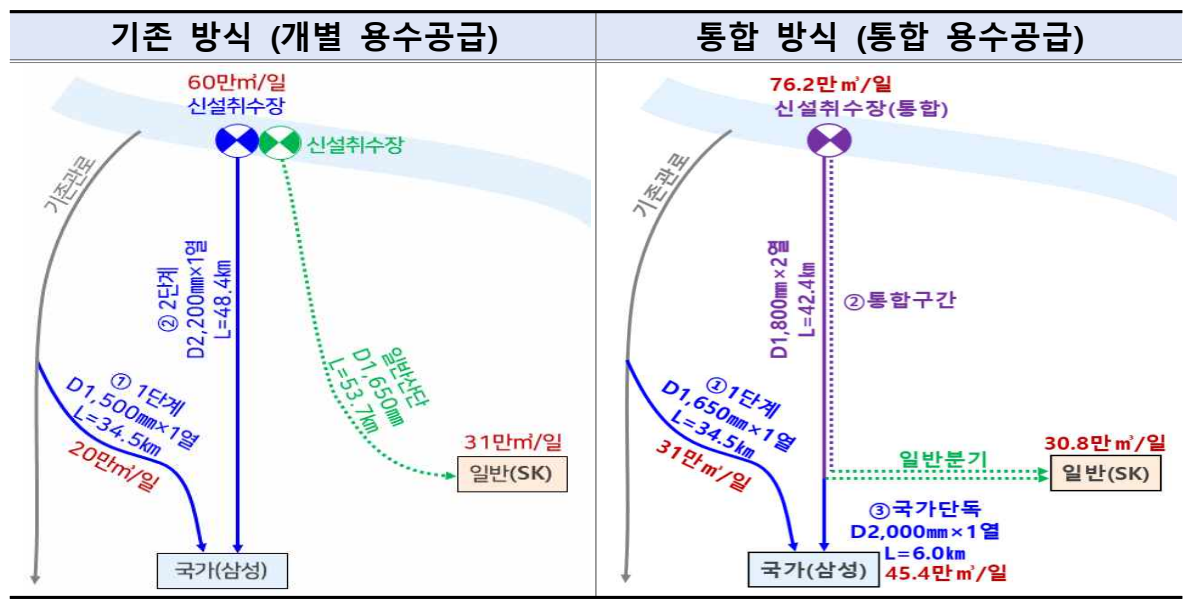 기존 방식 (개별 용수공급)
60만㎥/일
신설취수장
신설취수장
기존관로
② 2단계
D2,200㎜×1열
L=48.4㎞
① 1단계
D1,500㎜×1열
L=34.5㎞
20만㎥/일
일반산단
D1,650㎜
L=53.7㎞
31만㎥/일
일반(SK)
국가(삼성)
통합 방식 (통합 용수공급)
76.2만㎥/일
신설취수장(통합)
기존관로
D1,800㎜×2열
L=42.4㎞
②통합구간
①1단계
D1,650㎜×1열
L=34.5㎞
31만㎥/일
일반분기
30.8만㎥/일
일반(SK)
③국가단독
D2,000㎜×1열
L=6.0㎞
45.4만㎥/일
국가(삼성)